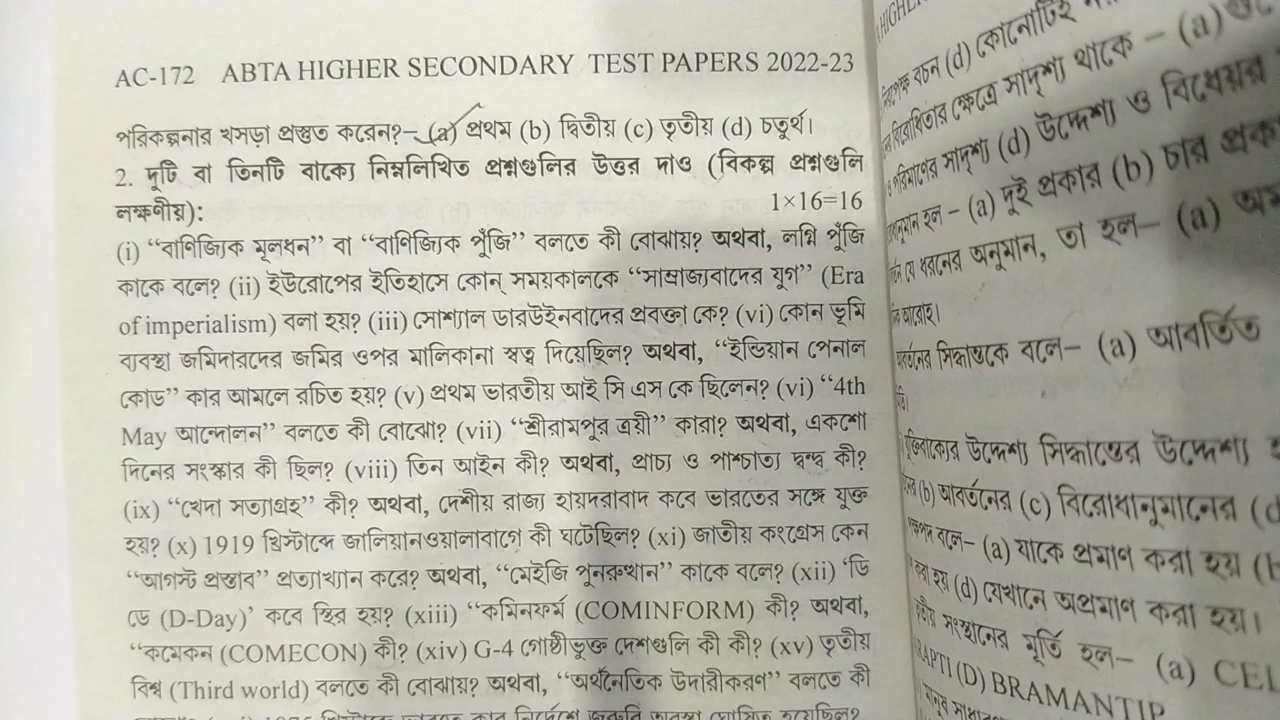 AC-172 ABTA HIGHER SECONDARY TEST PAPERS 2022-23
পরিকল্পনার খসড়া প্রস্তুত করেন?– (a) প্রথম (b) দ্বিতীয় (c) তৃতীয় (d) চতুর্থ।
2. দুটি বা তিনটি বাক্যে নিম্নলিখিত প্রশ্নগুলির উত্তর দাও (বিকল্প প্রশ্নগুলি
লক্ষণীয়): 1×16=16
(i) “বাণিজ্যিক মূলধন” বা “বাণিজ্যিক পুঁজি” বলতে কী বোঝায়? অথবা, লগ্নি পুঁজি
কাকে বলে? (ii) ইউরোপের ইতিহাসে কোন্ সময়কালকে “সাম্রাজ্যবাদের যুগ” (Era
of imperialism) বলা হয়? (iii) সোশ্যাল ডারউইনবাদের প্রবক্তা কে? (vi) কোন ভূমি
ব্যবস্থা জমিদারদের জমির ওপর মালিকানা স্বত্ব দিয়েছিল? অথবা, “ইন্ডিয়ান পেনাল
কোড” কার আমলে রচিত হয়? (v) প্রথম ভারতীয় আই সি এস কে ছিলেন? (vi) “4th
May আন্দোলন” বলতে কী বোঝো? (vii) “শ্রীরামপুর ত্রয়ী” কারা? অথবা, একশো
দিনের সংস্কার কী ছিল? (viii) তিন আইন কী? অথবা, প্রাচ্য ও পাশ্চাত্য দ্বন্দ্ব কী?
(ix) “খেদা সত্যাগ্রহ” কী? অথবা, দেশীয় রাজ্য হায়দরাবাদ কবে ভারতের সঙ্গে যুক্ত
হয়? (x) 1919 খ্রিস্টাব্দে জালিয়ানওয়ালাবাগে কী ঘটেছিল? (xi) জাতীয় কংগ্রেস কেন
“আগস্ট প্রস্তাব” প্রত্যাখ্যান করে? অথবা, “মেইজি পুনরুত্থান” কাকে বলে? (xii) ‘ডি
ডে (D-Day)’ কবে স্থির হয়? (xiii) “কমিনফর্ম (COMINFORM) কী? অথবা,
“কমেকন (COMECON) কী? (xiv) G-4 গোষ্ঠীভুক্ত দেশগুলি কী কী? (xv) তৃতীয়
বিশ্ব (Third world) বলতে কী বোঝায়? অথবা, “অর্থনৈতিক উদারীকরণ” বলতে কী
বচন (d) কোনোটিই
বিরোধিতার ক্ষেত্রে সাদৃশ্য থাকে – (a)
পরিমাণের সাদৃশ্য (d) উদ্দেশ্য ও বিধেয়র
হল – (a) দুই প্রকার (b) চার
যে ধরনের অনুমান, তা হল– (a)
আরোহ।
সিদ্ধান্তকে বলে– (a) আবর্তিত
উদ্দেশ্য সিদ্ধান্তের উদ্দেশ্য
(b) আবর্তনের (c) বিরোধানুমানের
বলে– (a) যাকে প্রমাণ করা হয়
হয় (d) যেখানে অপ্রমাণ করা হয়।
সংস্থানের মূর্তি হল– (a)
(D) BRAMANTIP